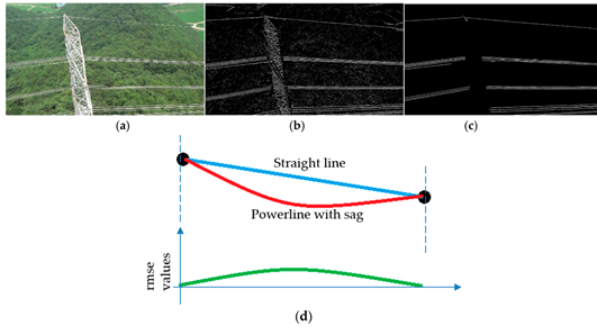 (a)
(b)
(c)
Straight line
Powerline with sag
rmse
values
(d)